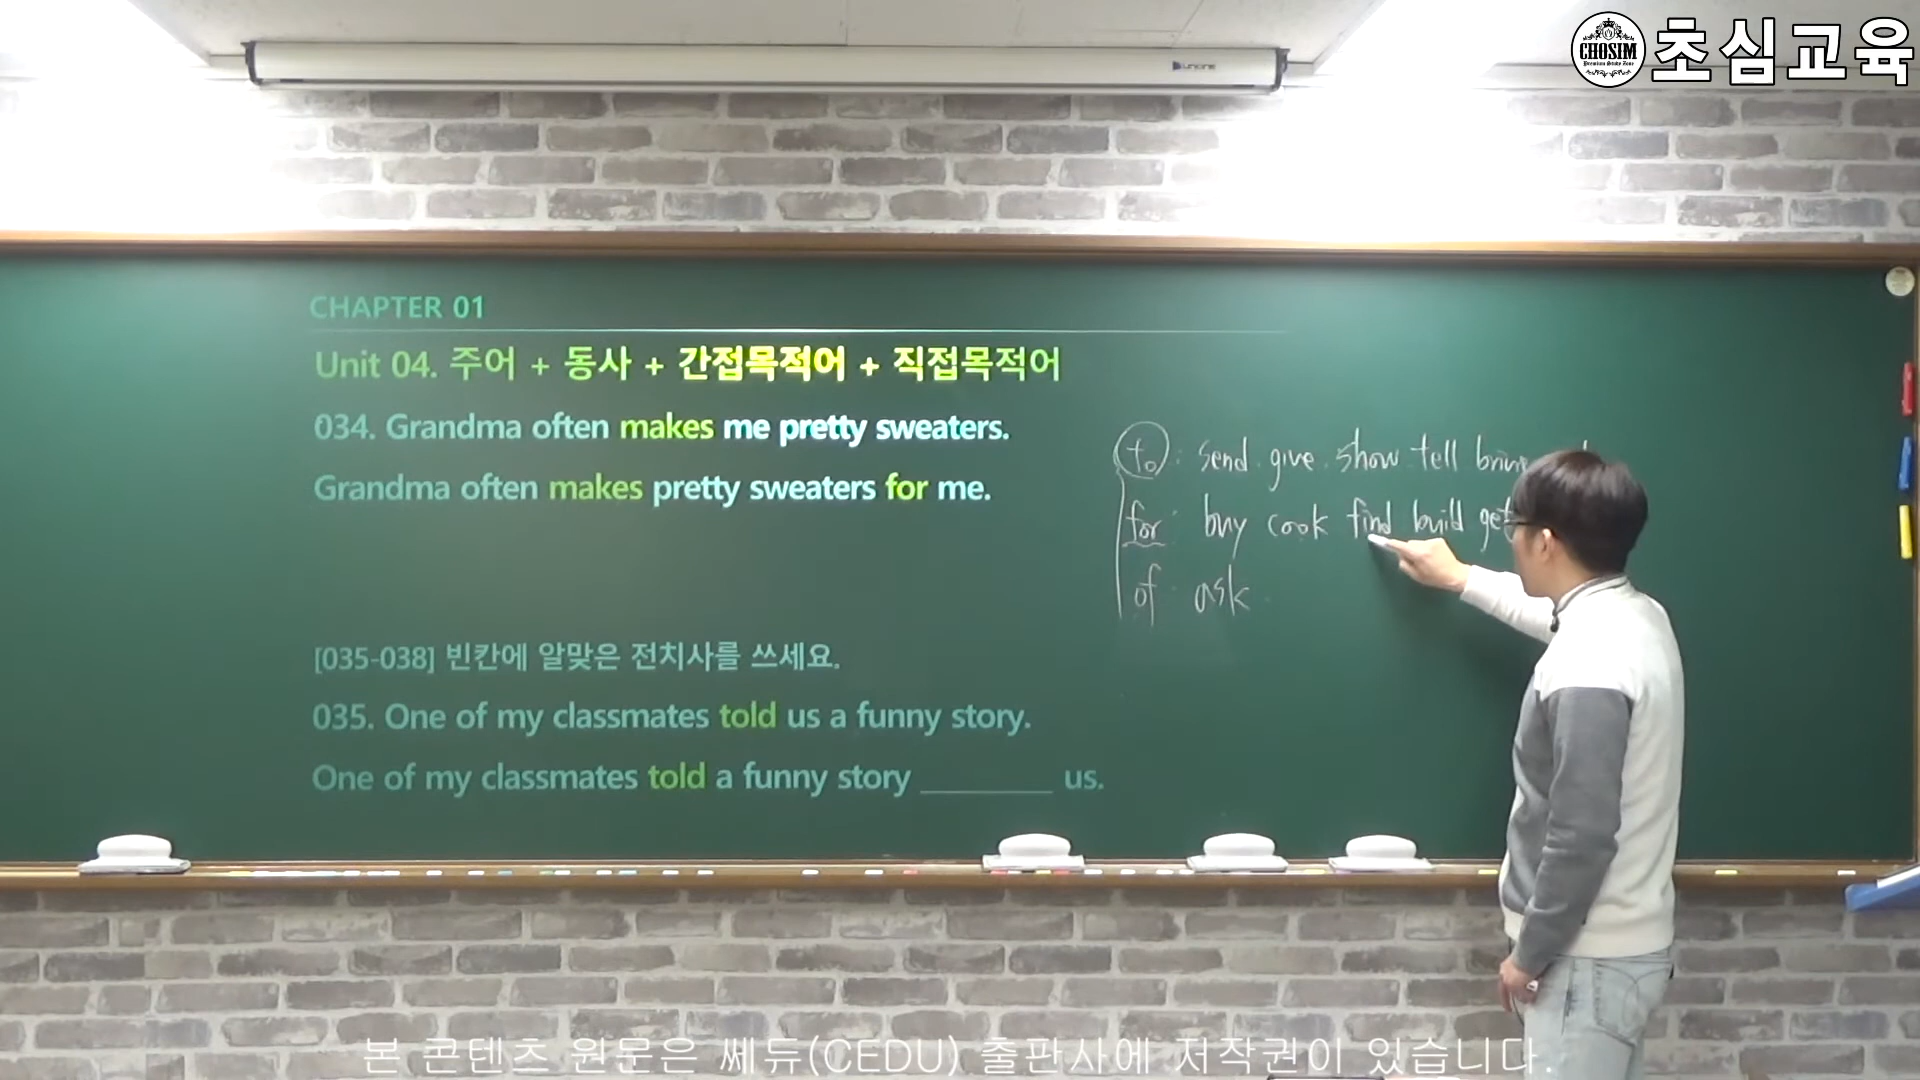 CHOSIM
Premium Study Zone
초심교육
CHAPTER 01
Unit 04. 주어 + 동사 + 간접목적어 + 직접목적어
034. Grandma often makes me pretty sweaters.
Grandma often makes pretty sweaters for me.
to : send . give . show . tell
for : buy cook find build get
of : ask
[035-038] 빈칸에 알맞은 전치사를 쓰세요.
035. One of my classmates told us a funny story.
One of my classmates told a funny story ________ us.
본 콘텐츠 원문은 쎄듀(CEDU) 출판사에 저작권이 있습니다.